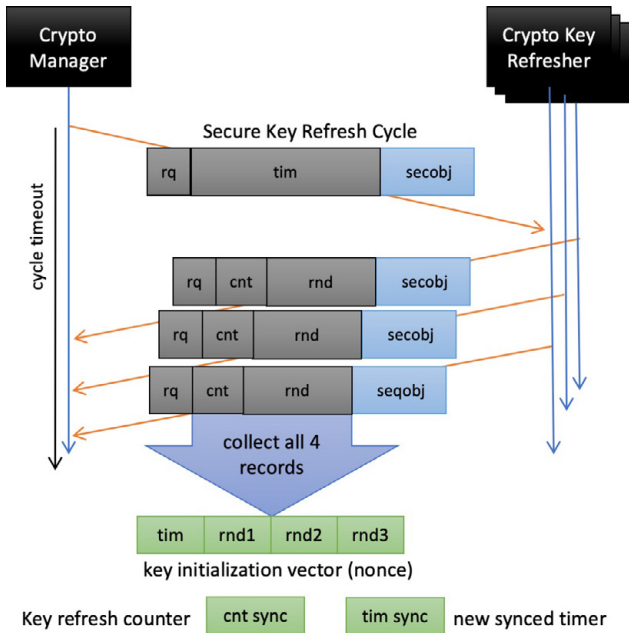 Crypto
Manager
Crypto Key
Refresher
Secure Key Refresh Cycle
rq tim secobj
cycle timeout
rq cnt rnd secobj
rq cnt rnd secobj
rq cnt rnd seqobj
collect all 4
records
tim rnd1 rnd2 rnd3
key initialization vector (nonce)
Key refresh counter cnt sync tim sync new synced timer